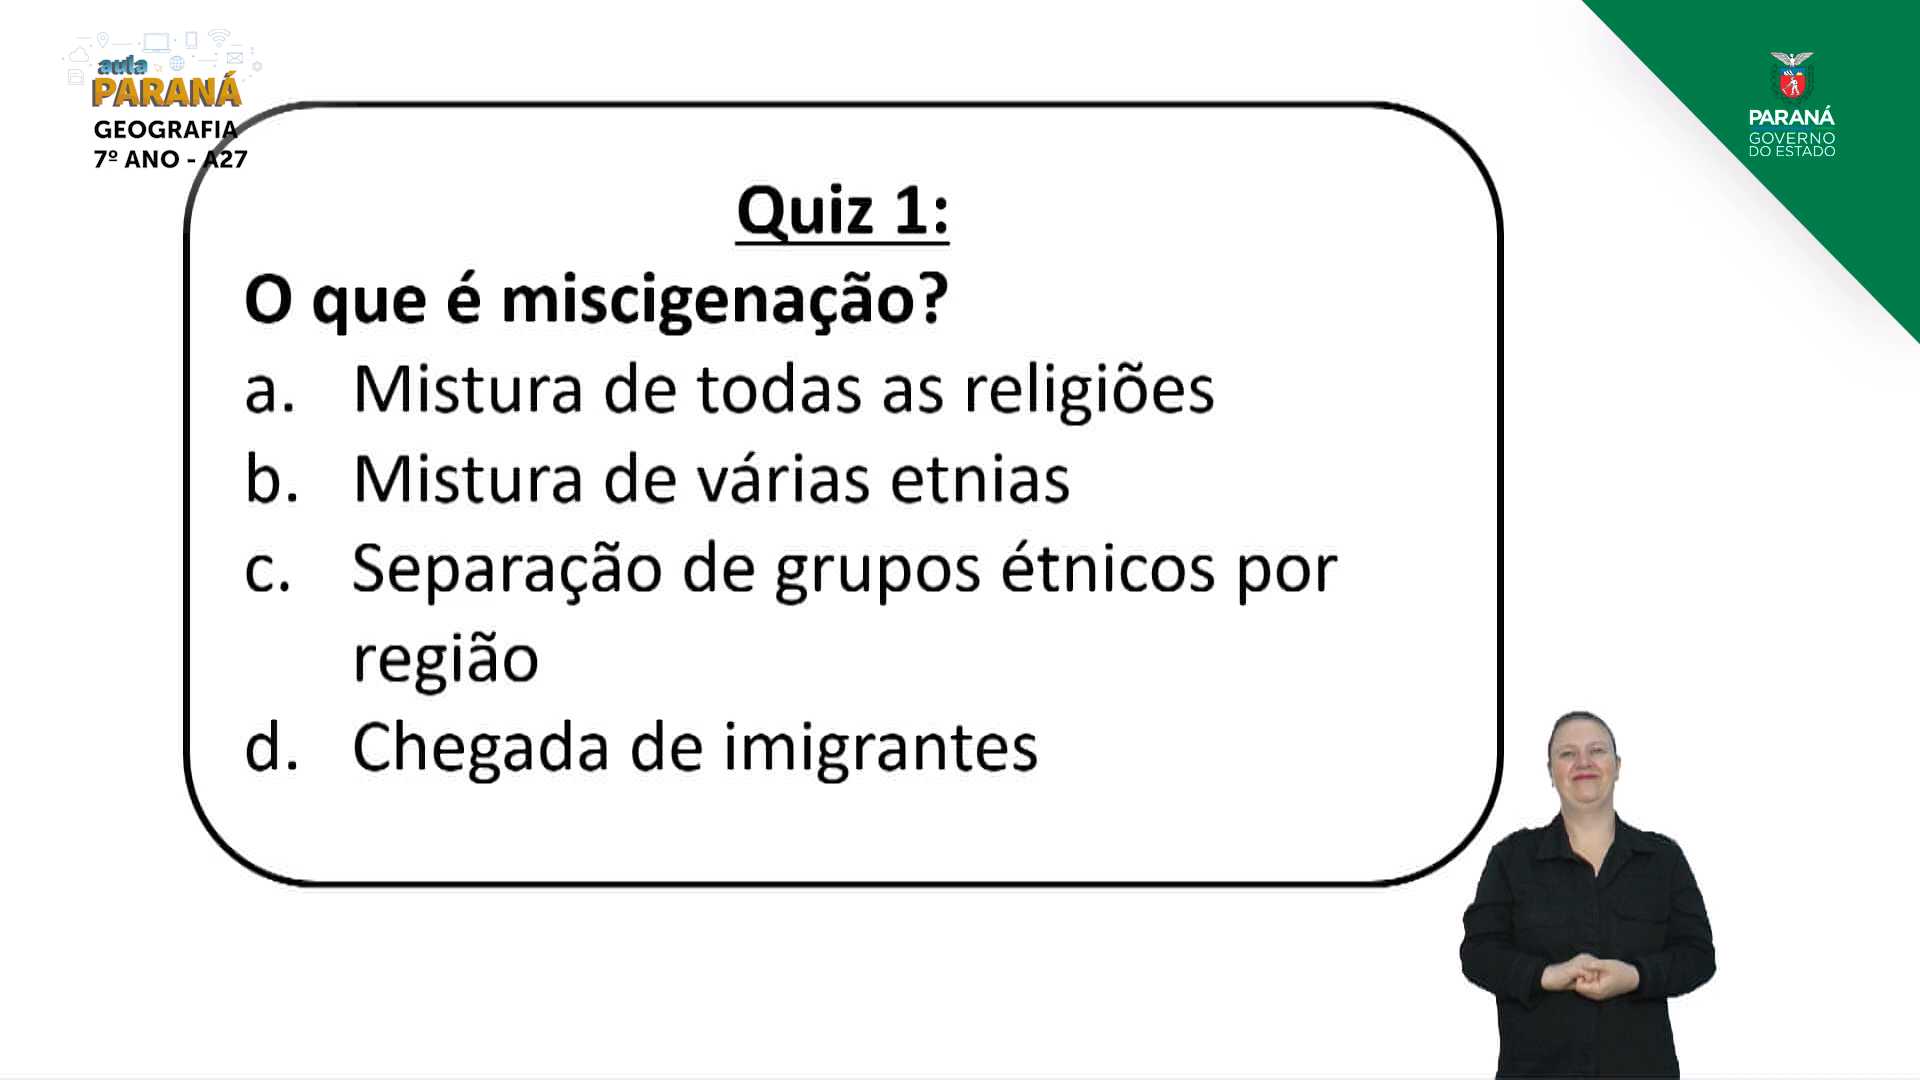 aula
PARANÁ
GEOGRAFIA
7º ANO - A27
PARANÁ
GOVERNO
DO ESTADO
Quiz 1:
O que é miscigenação?
a. Mistura de todas as religiões
b. Mistura de várias etnias
c. Separação de grupos étnicos por
região
d. Chegada de imigrantes